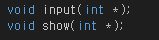 void input(int *);
void show(int *);